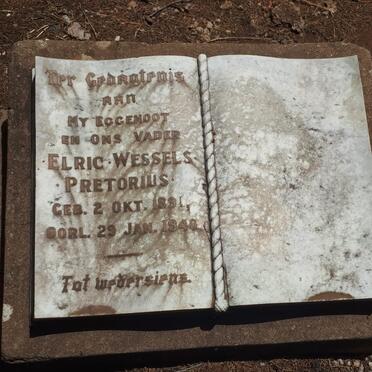 Ter Gedagtenis
aan
My Eggenoot
en Ons Vader
Elric Wessels
Pretorius
Geb. 2 Okt. 1891,
Oorl. 29 Jan. 1940.
Tot wedersiens.